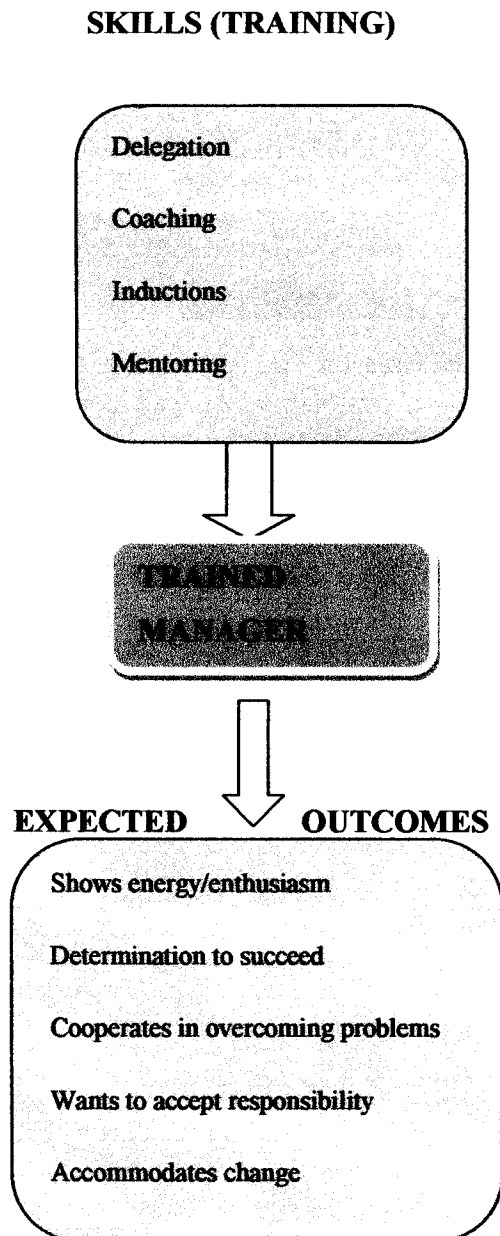 SKILLS (TRAINING)
Delegation
Coaching
Inductions
Mentoring
TRAINED
MANAGER
EXPECTED OUTCOMES
Shows energy/enthusiasm
Determination to succeed
Cooperates in overcoming problems
Wants to accept responsibility
Accommodates change